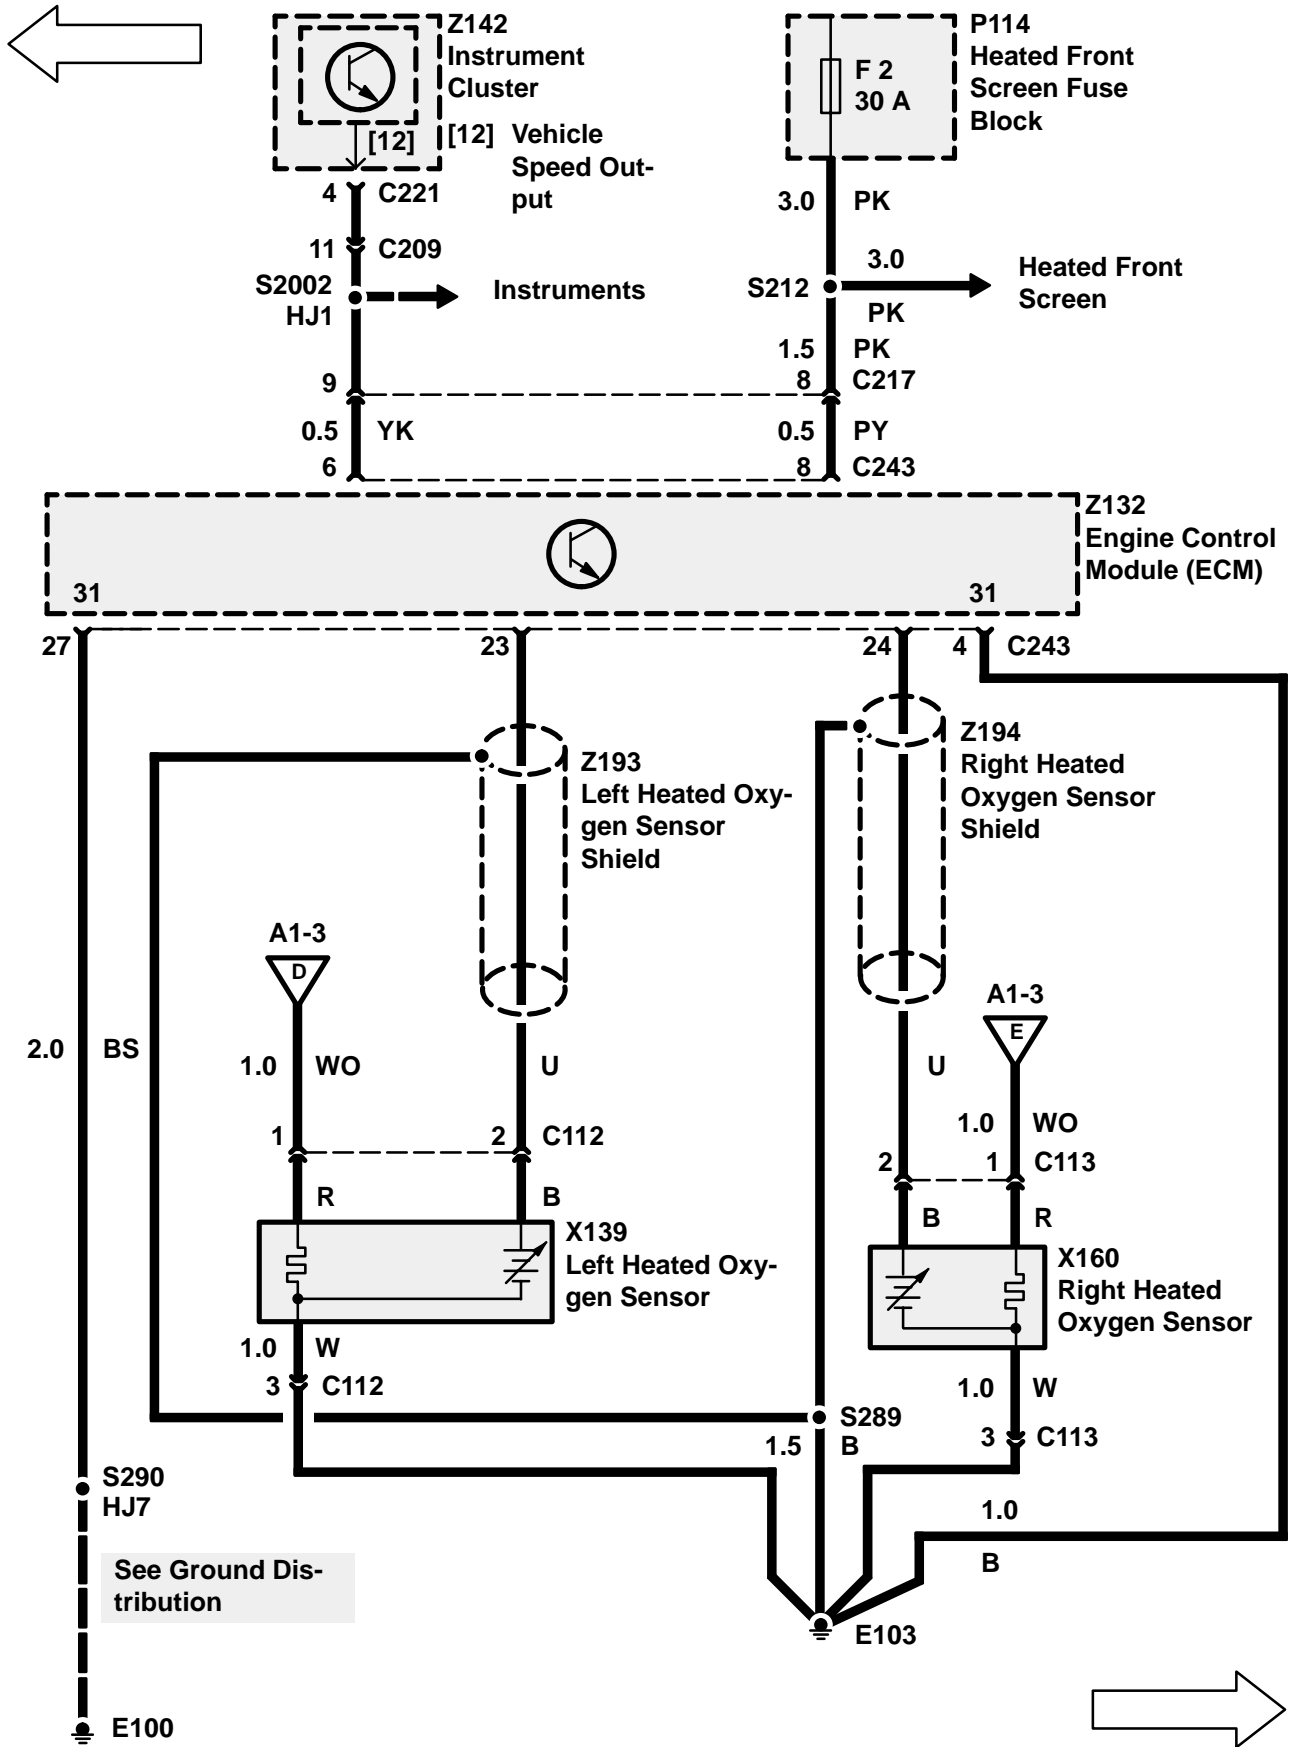 Z142
Instrument
Cluster
[12]
[12] Vehicle
Speed Out-
put
P114
Heated Front
Screen Fuse
Block
F 2
30 A
4 C221
3.0 PK
11 C209
S2002
HJ1
Instruments
S212
3.0
PK
Heated Front
Screen
1.5 PK
9
8 C217
0.5 YK
0.5 PY
6
8 C243
Z132
Engine Control
Module (ECM)
31
31
27
23
24
4 C243
Z193
Left Heated Oxy-
gen Sensor
Shield
Z194
Right Heated
Oxygen Sensor
Shield
A1-3
D
A1-3
E
2.0 BS
1.0 WO
U
U
1.0 WO
1
2 C112
2
1 C113
R
B
B
R
X139
Left Heated Oxy-
gen Sensor
X160
Right Heated
Oxygen Sensor
1.0 W
3 C112
1.0 W
3 C113
S289
1.5 B
S290
HJ7
1.0
B
See Ground Dis-
tribution
E103
E100